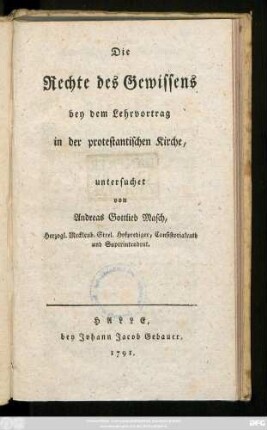 Die
Rechte des Gewissens
bey dem Lehrvortrag
in der protestantischen Kirche,
untersuchet
von
Andreas Gottlieb Masch,
Herzogl. Mecklenb. Strel. Hofprediger, Consistorialrath
und Superintendent.
HALLE,
bey Johann Jacob Gebauer,
1791.